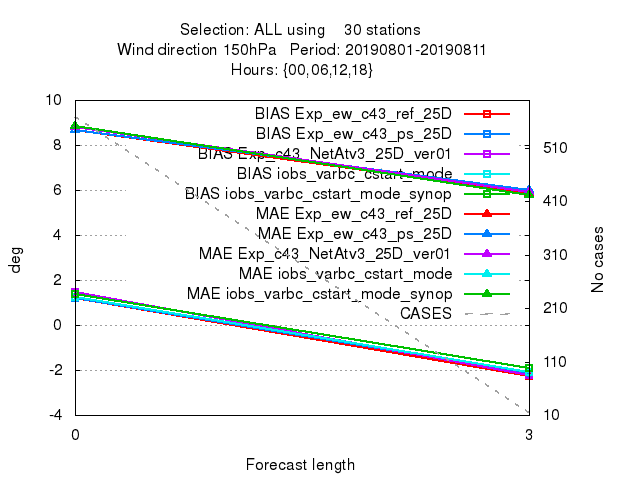 Selection: ALL using 30 stations
Wind direction 150hPa Period: 20190801-20190811
Hours: {00,06,12,18}
10
8
6
4
2
0
-2
-4
deg
BIAS Exp_ew_c43_ref_25D
BIAS Exp_ew_c43_ps_25D
BIAS Exp_c43_NetAtv3_25D_ver01
BIAS iobs_varbc_cstart_mode
BIAS iobs_varbc_cstart_mode_synop
MAE Exp_ew_c43_ref_25D
MAE Exp_ew_c43_ps_25D
MAE Exp_c43_NetAtv3_25D_ver01
MAE iobs_varbc_cstart_mode
MAE iobs_varbc_cstart_mode_synop
CASES
510
410
310
210
110
10
No cases
0
3
Forecast length